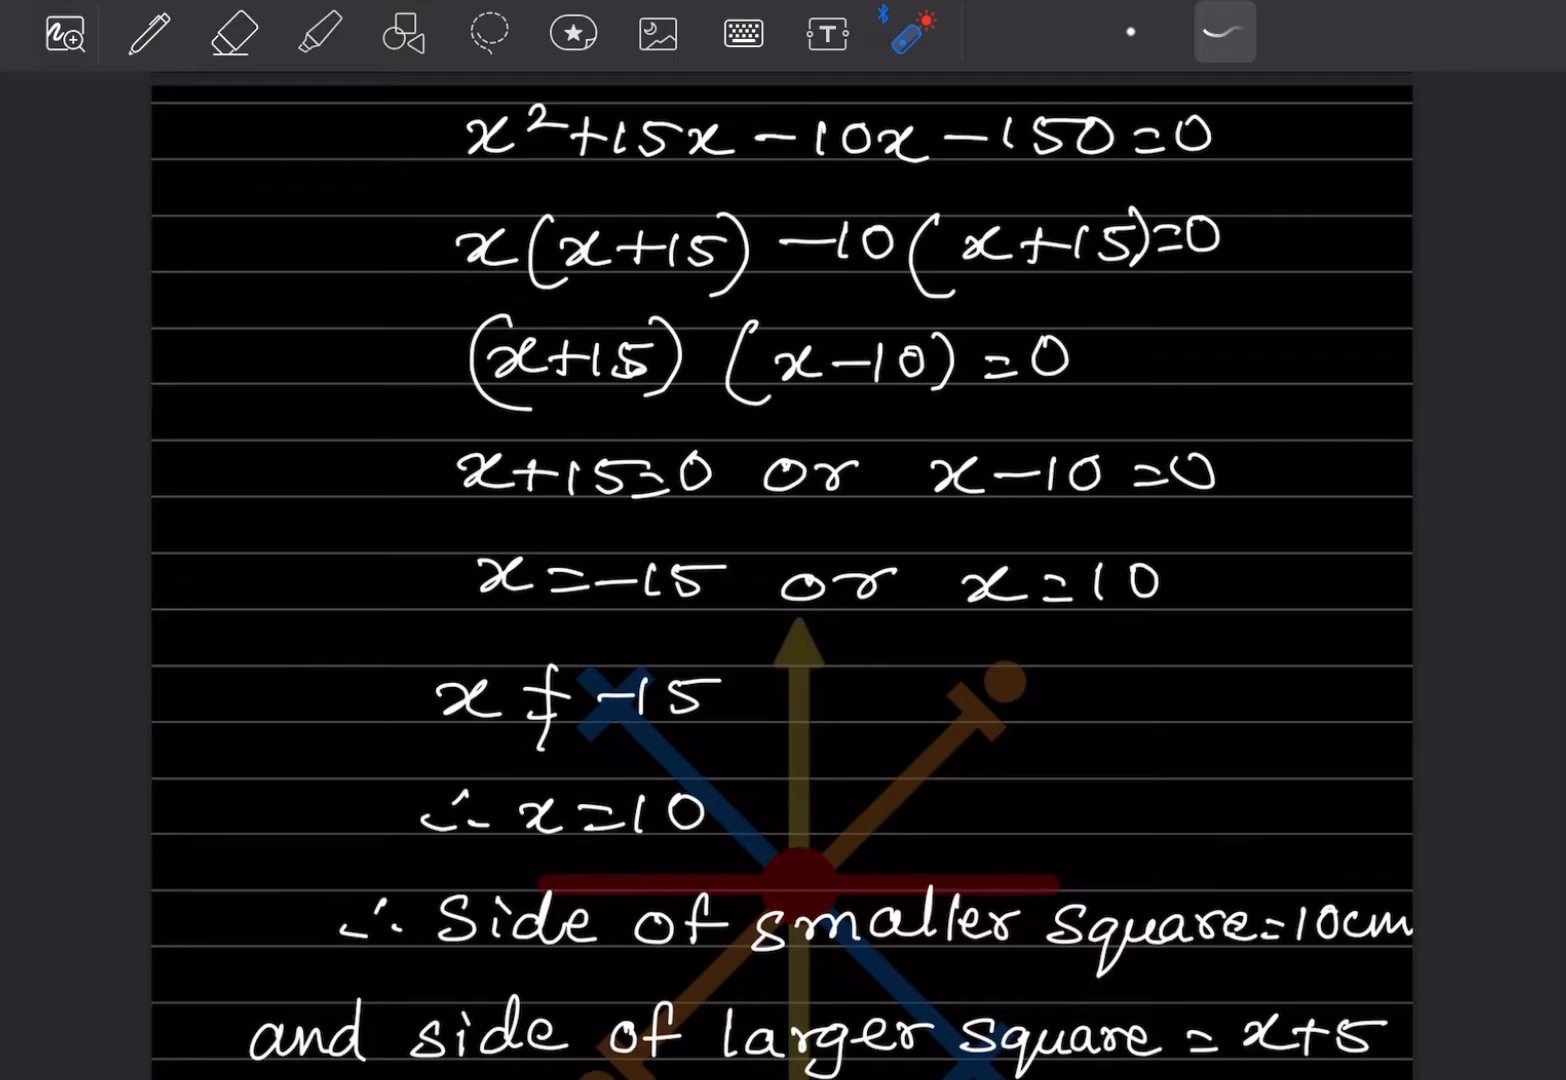 x²+15x-10x-150=0
x(x+15)-10(x+15)=0
(x+15)(x-10)=0
x+15=0 or x-10=0
x=-15 or x=10
x≠-15
∴ x=10
∴ Side of smaller square=10cm
and side of larger square = x+5